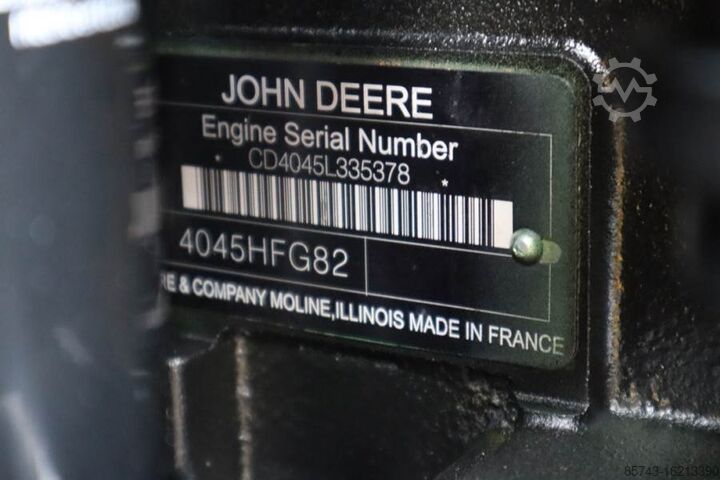 JOHN DEERE
Engine Serial Number
CD4045L335378
4045HFG82
RE & COMPANY MOLINE,ILLINOIS MADE IN FRANCE
85743-16213390